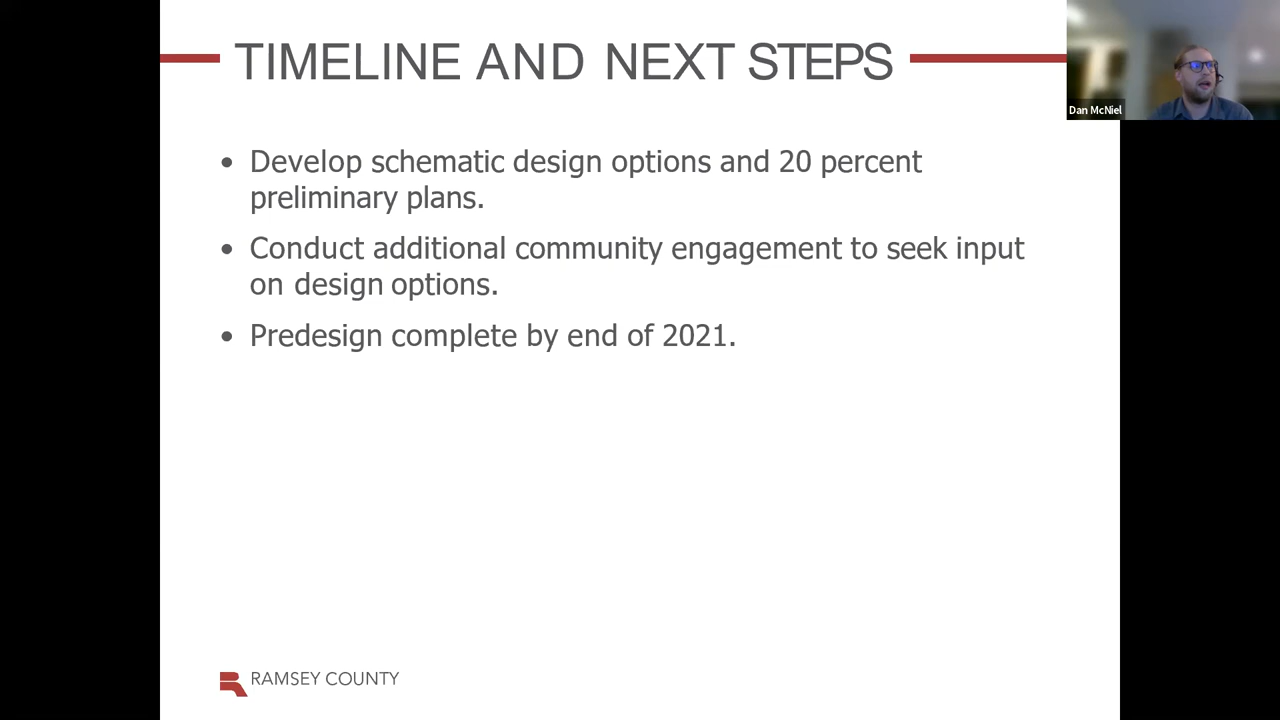 TIMELINE AND NEXT STEPS
Dan McNiel
• Develop schematic design options and 20 percent
preliminary plans.
• Conduct additional community engagement to seek input
on design options.
• Predesign complete by end of 2021.
RAMSEY COUNTY